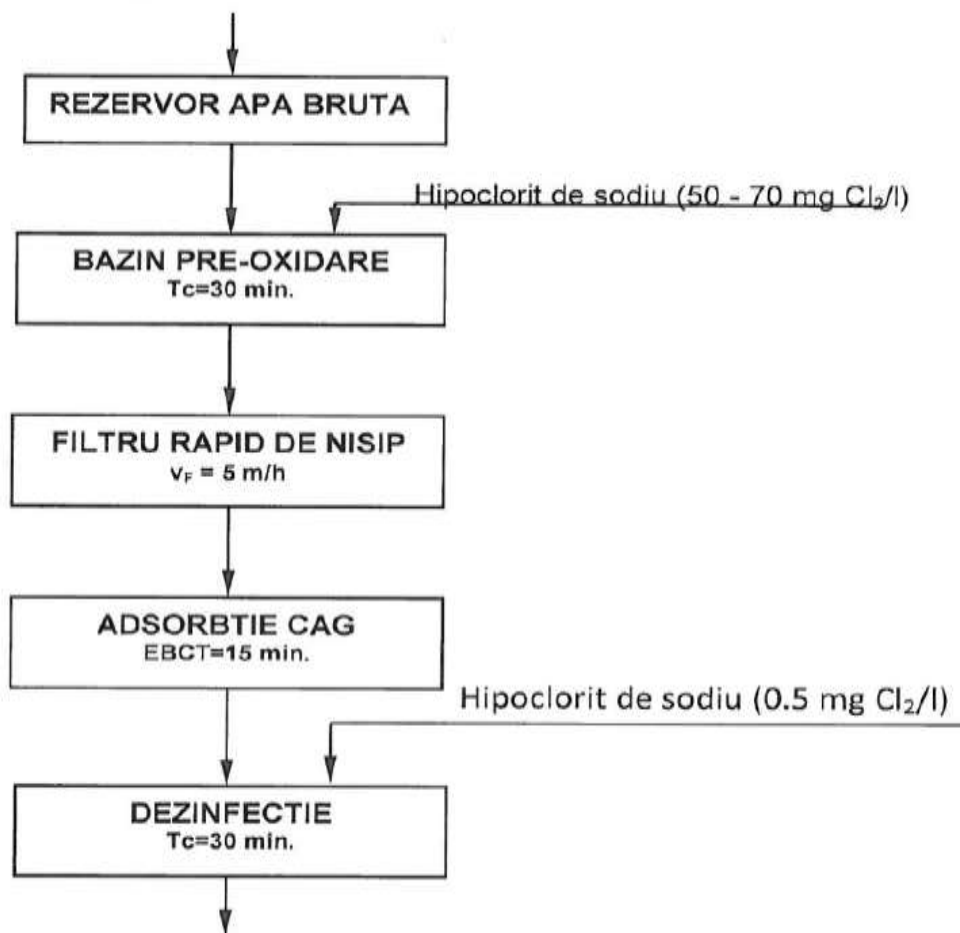 REZERVOR APA BRUTA
Hipoclorit de sodiu (50 - 70 mg Cl₂/l)
BAZIN PRE-OXIDARE
Tc=30 min.
FILTRU RAPID DE NISIP
v_F = 5 m/h
ADSORBTIE CAG
EBCT=15 min.
Hipoclorit de sodiu (0.5 mg Cl₂/l)
DEZINFECTIE
Tc=30 min.